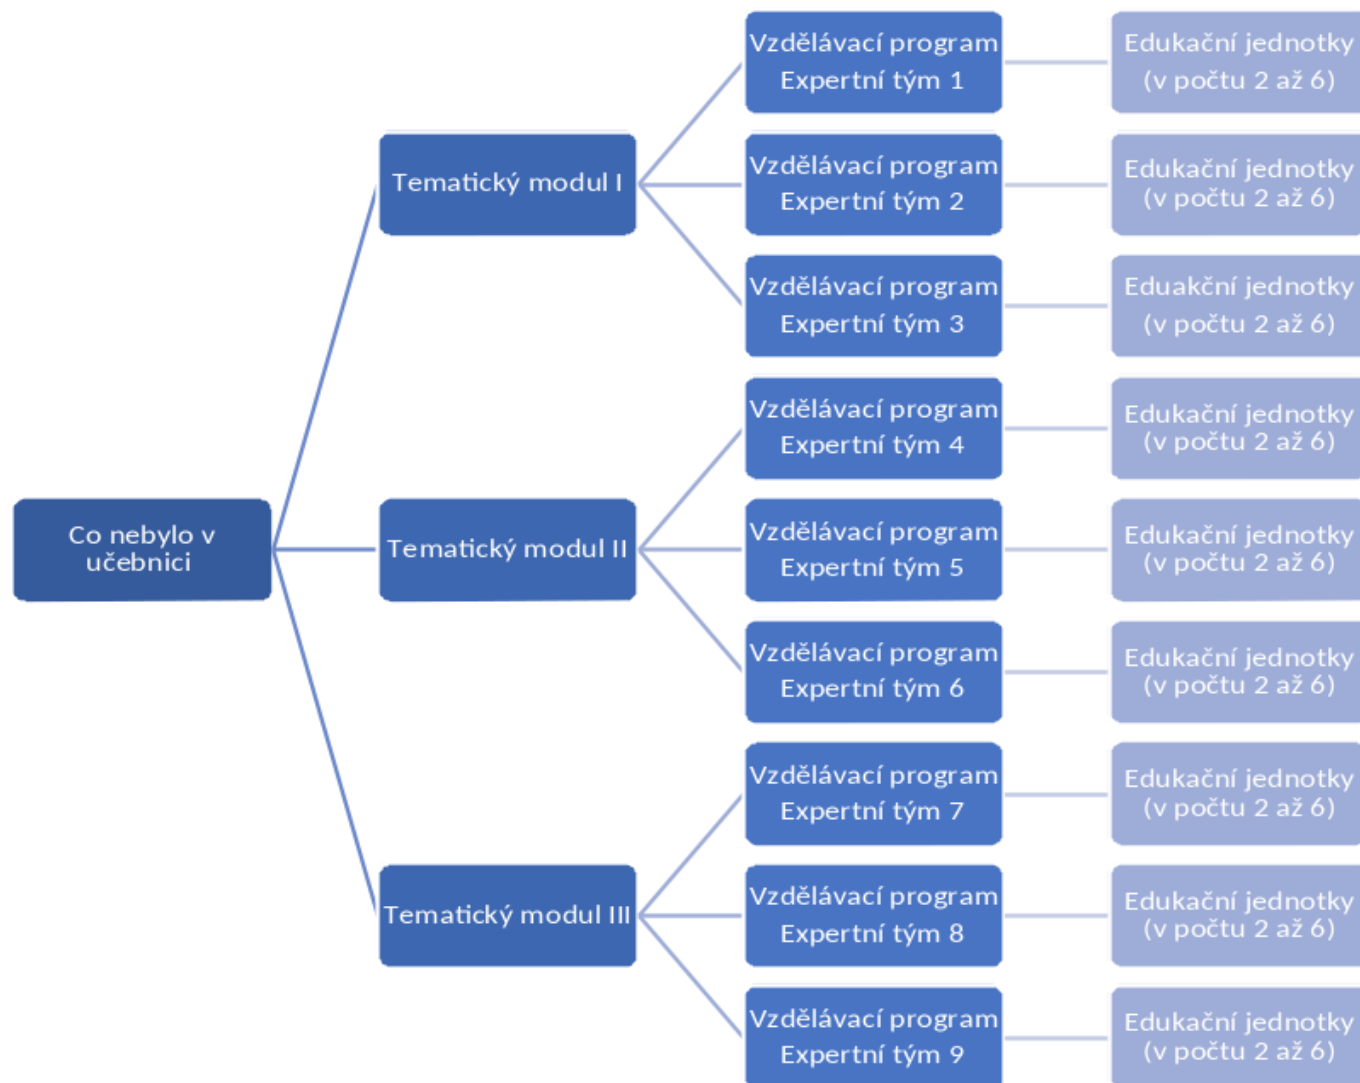 Co nebylo v
učebnici
Tematický modul I
Vzdělávací program
Expertní tým 1
Edukační jednotky
(v počtu 2 až 6)
Vzdělávací program
Expertní tým 2
Edukační jednotky
(v počtu 2 až 6)
Vzdělávací program
Expertní tým 3
Eduakční jednotky
(v počtu 2 až 6)
Tematický modul II
Vzdělávací program
Expertní tým 4
Edukační jednotky
(v počtu 2 až 6)
Vzdělávací program
Expertní tým 5
Edukační jednotky
(v počtu 2 až 6)
Vzdělávací program
Expertní tým 6
Edukační jednotky
(v počtu 2 až 6)
Tematický modul III
Vzdělávací program
Expertní tým 7
Edukační jednotky
(v počtu 2 až 6)
Vzdělávací program
Expertní tým 8
Edukační jednotky
(v počtu 2 až 6)
Vzdělávací program
Expertní tým 9
Edukační jednotky
(v počtu 2 až 6)